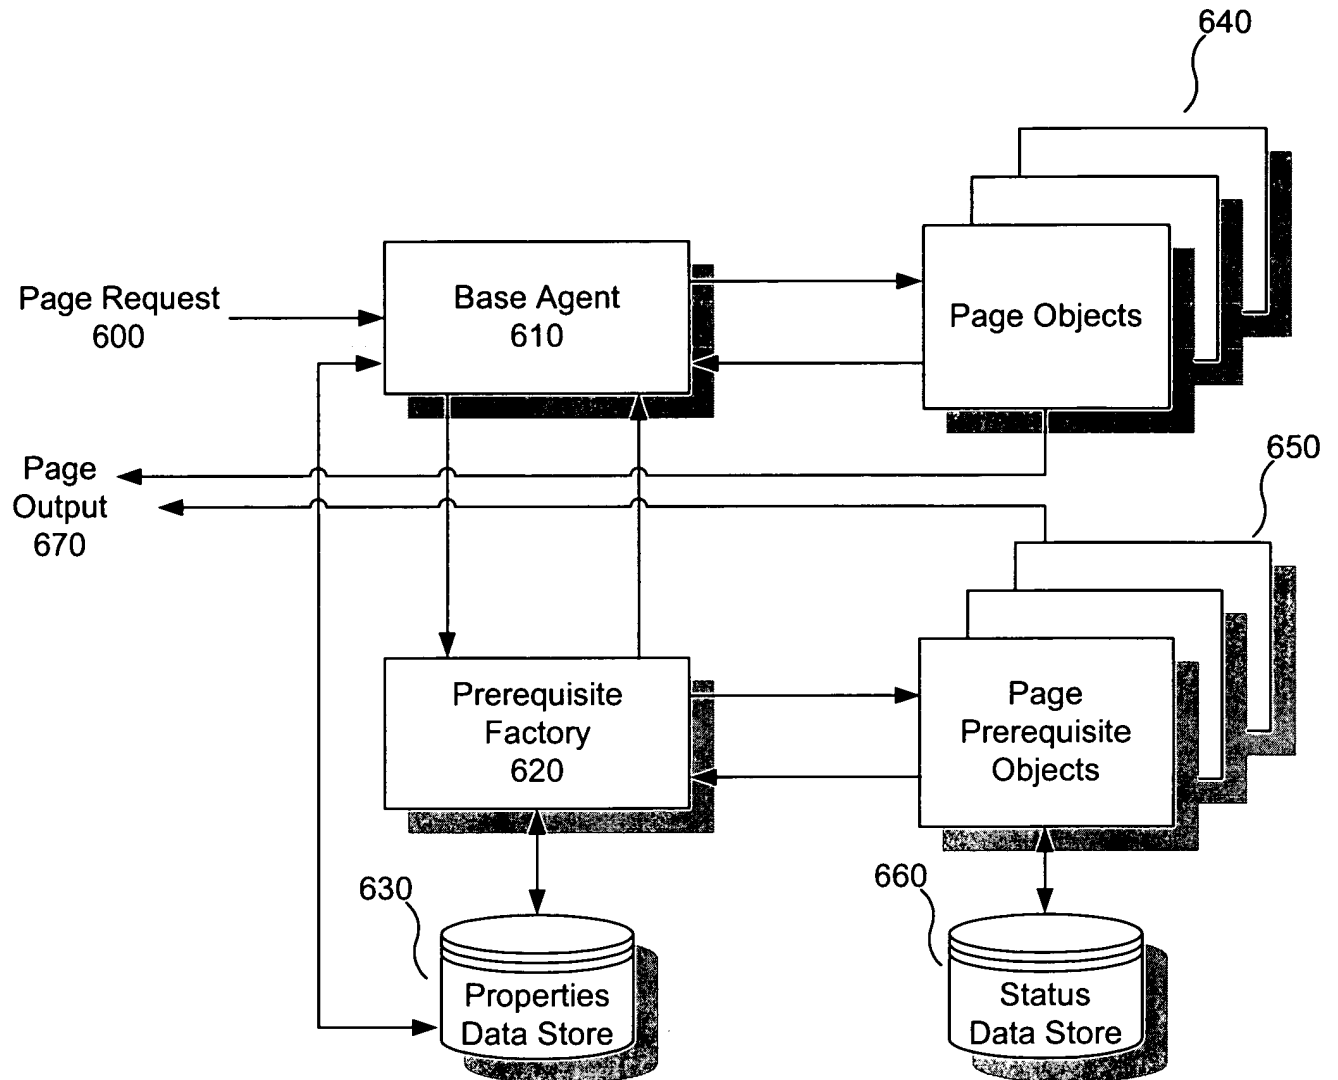 640
Page Request
600
Base Agent
610
Page Objects
Page
Output
670
650
Prerequisite
Factory
620
Page
Prerequisite
Objects
630
Properties
Data Store
660
Status
Data Store